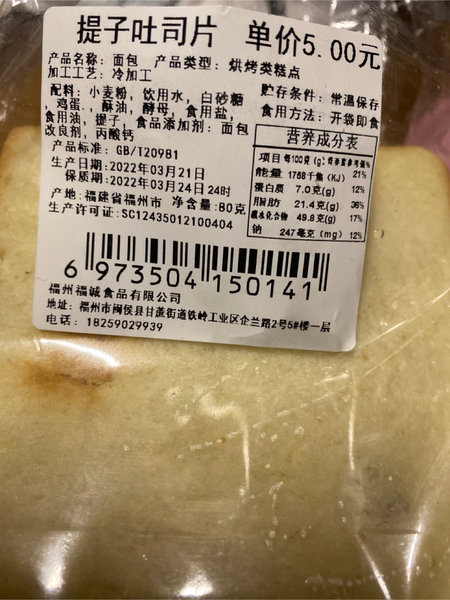 提子吐司片 单价5.00元
产品名称: 面包 产品类型: 烘烤类糕点
加工工艺: 冷加工
配料: 小麦粉, 饮用水, 白砂糖
, 鸡蛋, 酥油, 酵母, 食用盐,
食用油, 提子, 食品添加剂: 面包
改良剂, 丙酸钙
贮存条件: 常温保存
食用方法: 开袋即食
产品标准: GB/T20981
生产日期:2022年03月21日
保质期:2022年03月24日24时
产地: 福建省福州市 净含量: 80克
生产许可证:SC12435012100404
营养成分表
项目 每100克(g) 营养素参考值%
能量 1768千焦(KJ) 21%
蛋白质 7.0克(g) 12%
脂肪 21.4克(g) 36%
碳水化合物 49.8克(g) 17%
钠 247毫克(mg) 12%
6 973504 150141
福州福诚食品有限公司
地址: 福州市闽侯县甘蔗街道铁岭工业区企兰路2号5#楼一层
电话: 18259029939